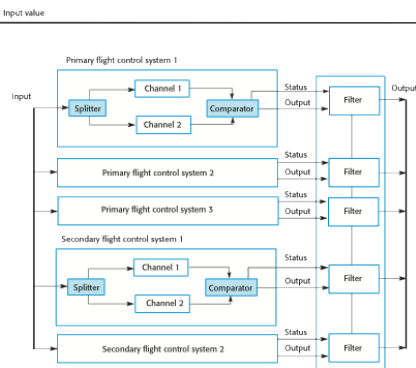 Input value
Primary flight control system 1
Input
Splitter
Channel 1
Channel 2
Comparator
Status
Output
Filter
Output
Primary flight control system 2
Status
Output
Filter
Primary flight control system 3
Status
Output
Filter
Secondary flight control system 1
Splitter
Channel 1
Channel 2
Comparator
Status
Output
Filter
Secondary flight control system 2
Status
Output
Filter